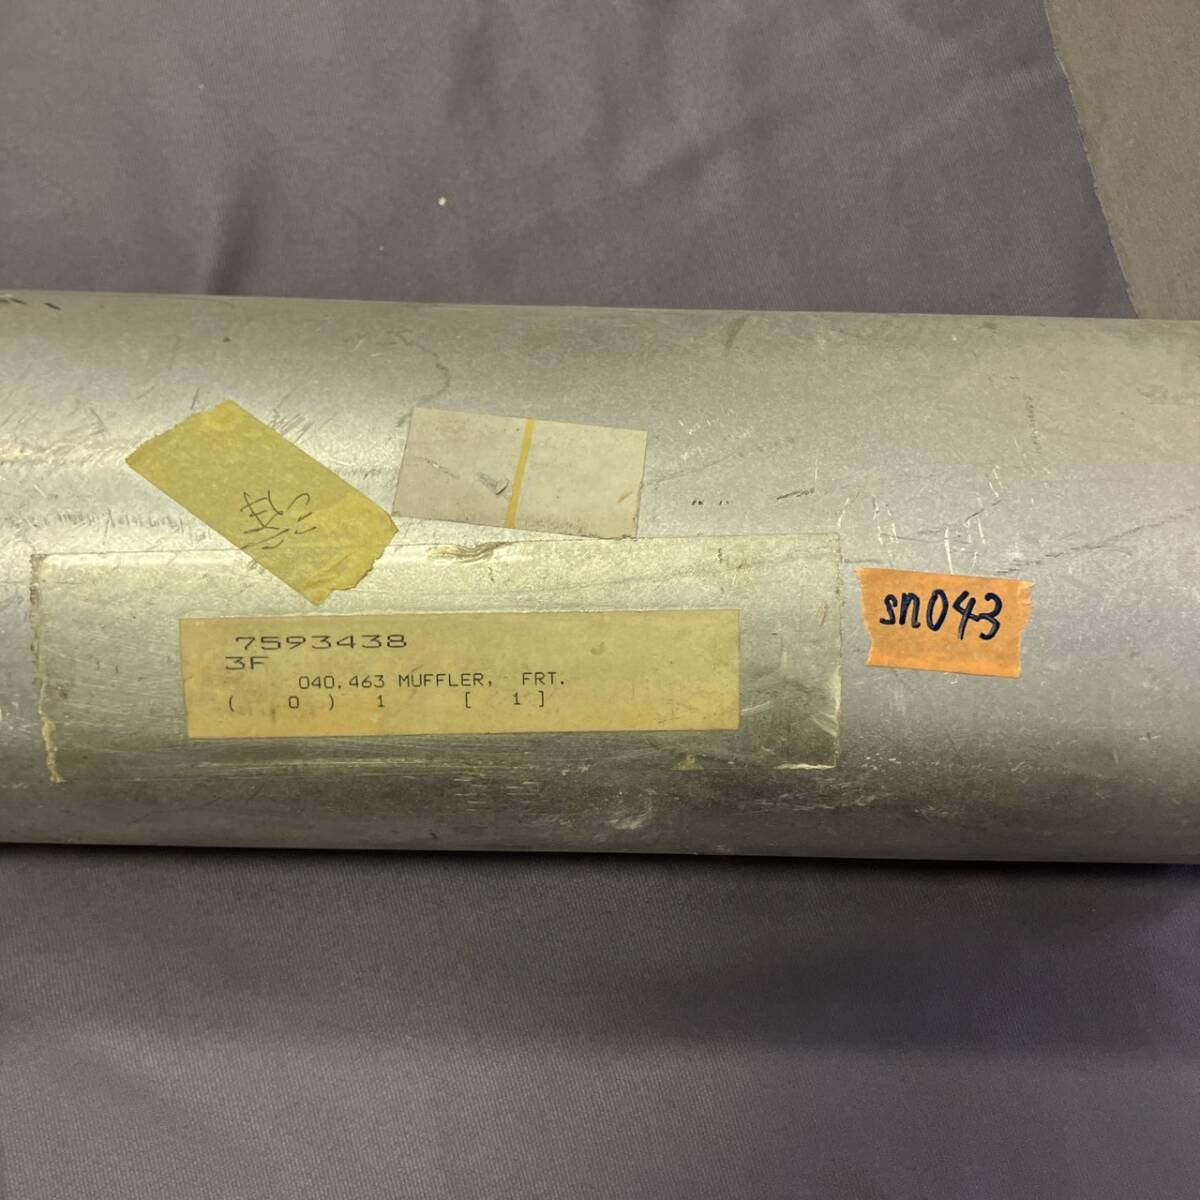 7593438
3F
040.463 MUFFLER, FRT.
( 0 ) 1 [ 1 ]
sn043